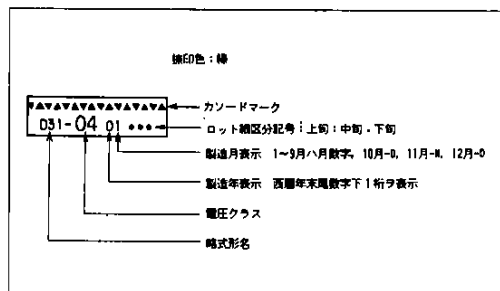 捺印色：橙
カソードマーク
031-04 01 •••
ロット細区分記号：上旬：中旬・下旬
製造月表示 1~9月ハ月数字, 10月-O, 11月-N, 12月-D
製造年表示 西暦年末尾数字下1桁ヲ表示
電圧クラス
略式形名